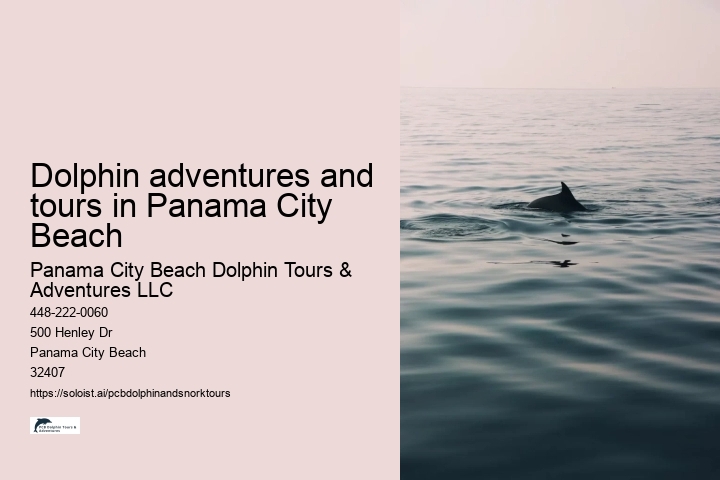 Dolphin adventures and
tours in Panama City
Beach
Panama City Beach Dolphin Tours &
Adventures LLC
448-222-0060
500 Henley Dr
Panama City Beach
32407
https://soloist.ai/pcbdolphinandsnorktours
PCB Dolphin Tours &
Adventures